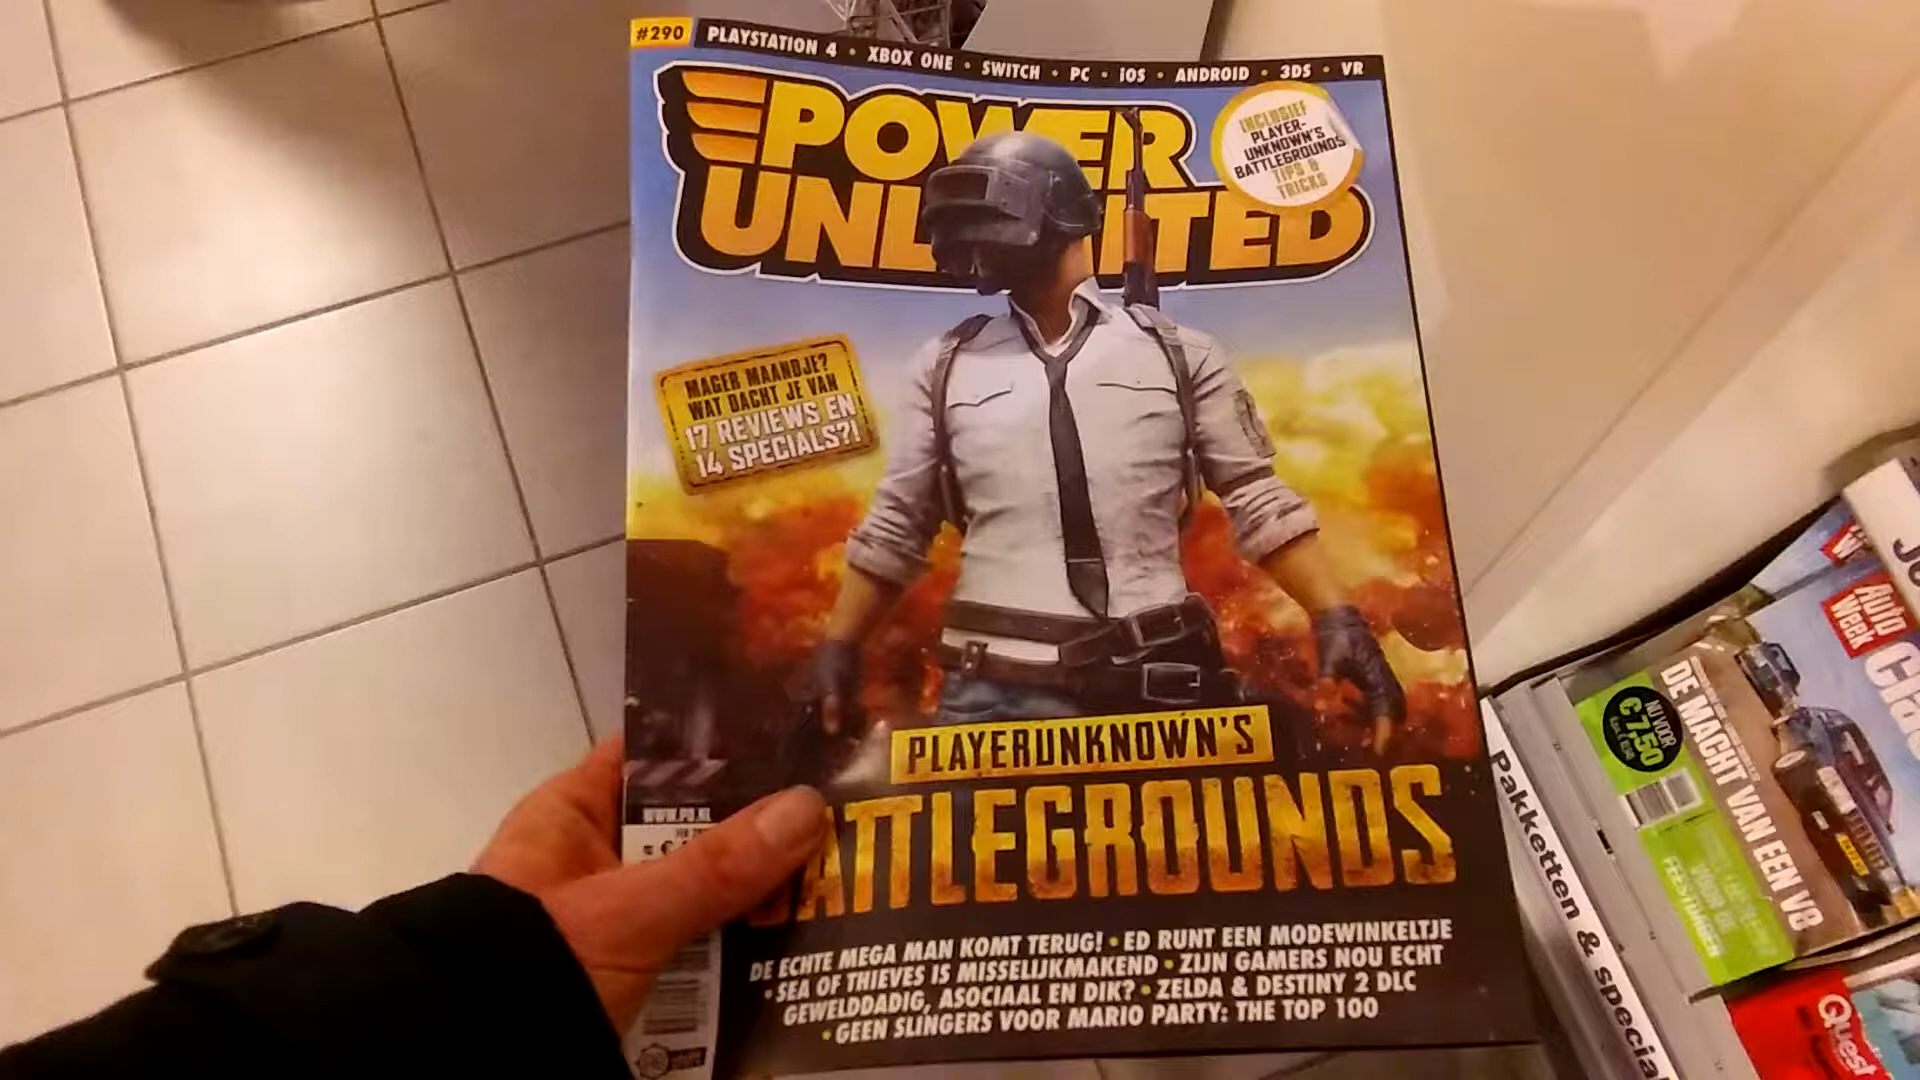 #290 PLAYSTATION 4 • XBOX ONE • SWITCH • PC • iOS • ANDROID • 3DS • VR
POWER
UNLIMITED
INCLUSIEF
PLAYER-
UNKNOWN'S
BATTLEGROUNDS
TIPS &
TRICKS
MAGER MAANDJE?
WAT DACHT JE VAN
17 REVIEWS EN
14 SPECIALS?!
PLAYERUNKNOWN'S
BATTLEGROUNDS
WWW.PU.NL
DE ECHTE MEGA MAN KOMT TERUG! • ED RUNT EEN MODEWINKELTJE
• SEA OF THIEVES IS MISSELIJKMAKEND • ZIJN GAMERS NOU ECHT
GEWELDDADIG, ASOCIAAL EN DIK? • ZELDA & DESTINY 2 DLC
• GEEN SLINGERS VOOR MARIO PARTY: THE TOP 100
Auto
Week
Cla
NU VOOR
€7,50
DE MACHT VAN EEN V8
Pakketten & special
Quest